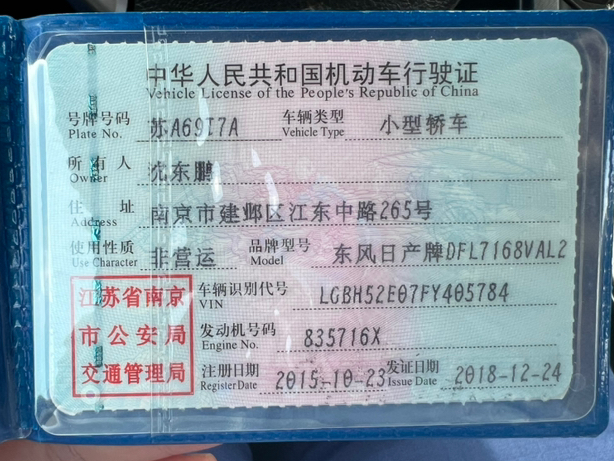 中华人民共和国机动车行驶证
Vehicle License of the People's Republic of China
号牌号码 苏A69I7A 车辆类型 小型轿车
Plate No. Vehicle Type
所有人 沈东鹏
Owner
住址 南京市建邺区江东中路265号
Address
使用性质 非营运 品牌型号 东风日产牌DFL7168VAL2
Use Character Model
江苏省南京
市公安局
交通管理局
车辆识别代号 LGBH52E07FY405784
VIN
发动机号码 835716X
Engine No.
注册日期 2015-10-23 发证日期 2018-12-24
Register Date Issue Date